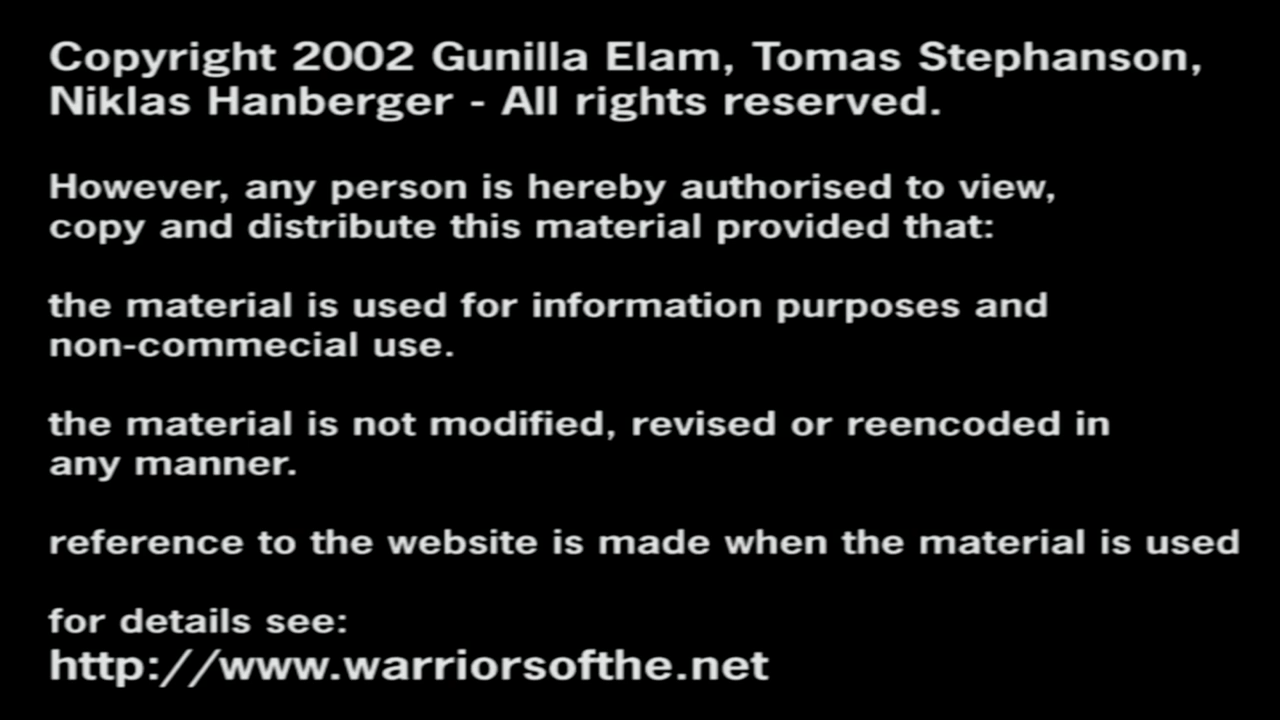 Copyright 2002 Gunilla Elam, Tomas Stephanson,
Niklas Hanberger - All rights reserved.
However, any person is hereby authorised to view,
copy and distribute this material provided that:
the material is used for information purposes and
non-commecial use.
the material is not modified, revised or reencoded in
any manner.
reference to the website is made when the material is used
for details see:
http://www.warriorsofthe.net